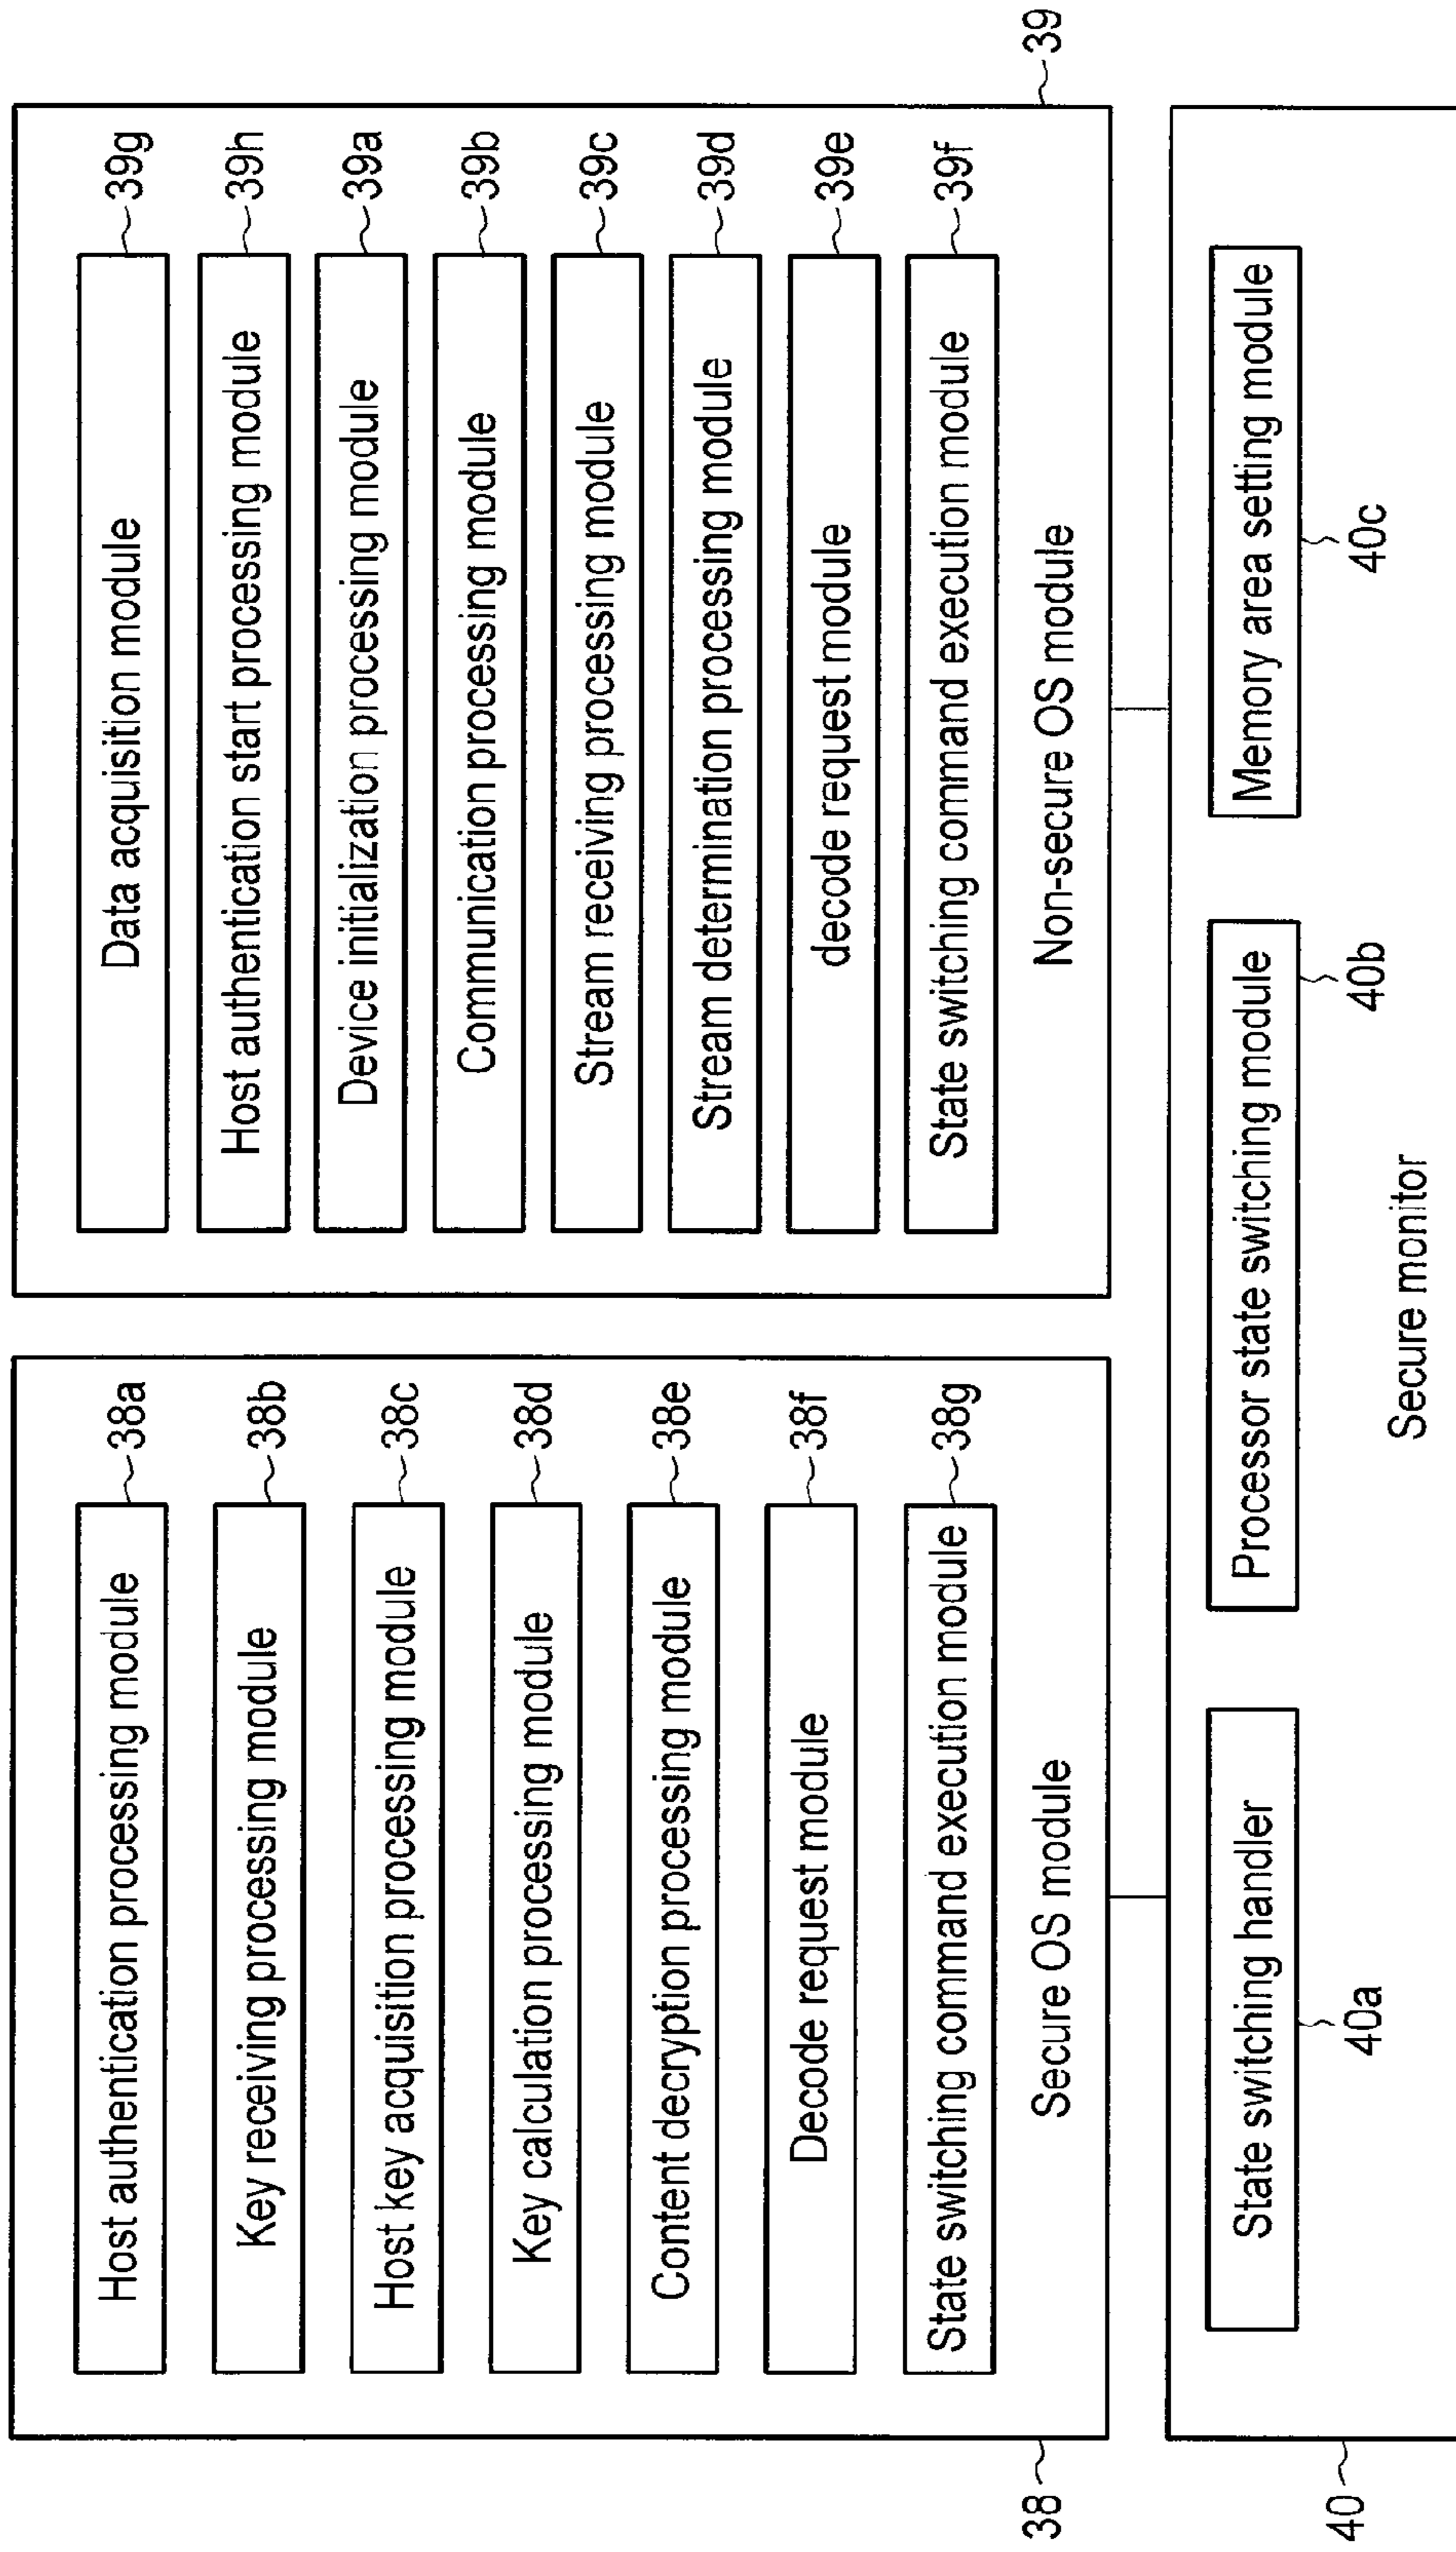 Host authentication processing module
38a
Key receiving processing module
38b
Host key acquisition processing module
38c
Key calculation processing module
38d
Content decryption processing module
38e
Decode request module
38f
State switching command execution module
38g
Secure OS module
38
Data acquisition module
39g
Host authentication start processing module
39h
Device initialization processing module
39a
Communication processing module
39b
Stream receiving processing module
39c
Stream determination processing module
39d
decode request module
39e
State switching command execution module
39f
Non-secure OS module
39
State switching handler
40a
Processor state switching module
40b
Memory area setting module
40c
Secure monitor
40